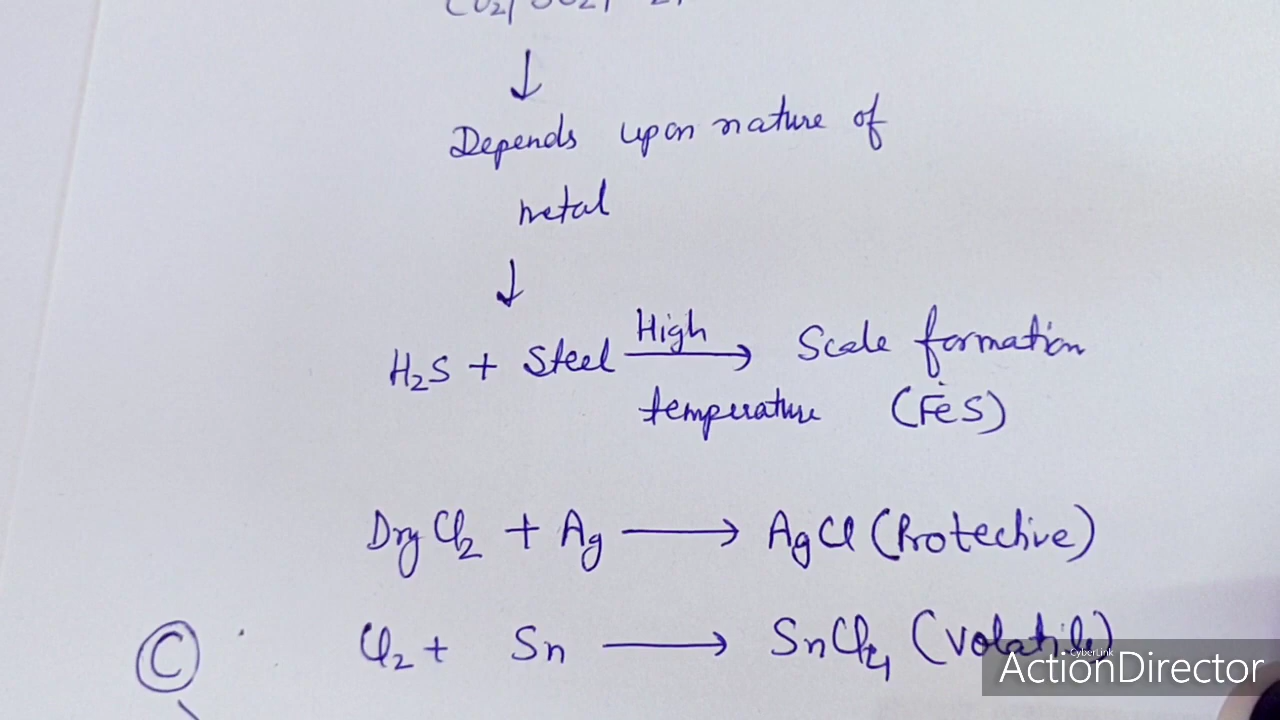 ↓
Depends upon nature of
metal
↓
H₂S + Steel —High temperature→ Scale formation
(FeS)
Dry Cl₂ + Ag → AgCl (Protective)
Cl₂ + Sn → SnCl₄ (Volatile)
©
CyberLink
ActionDirector